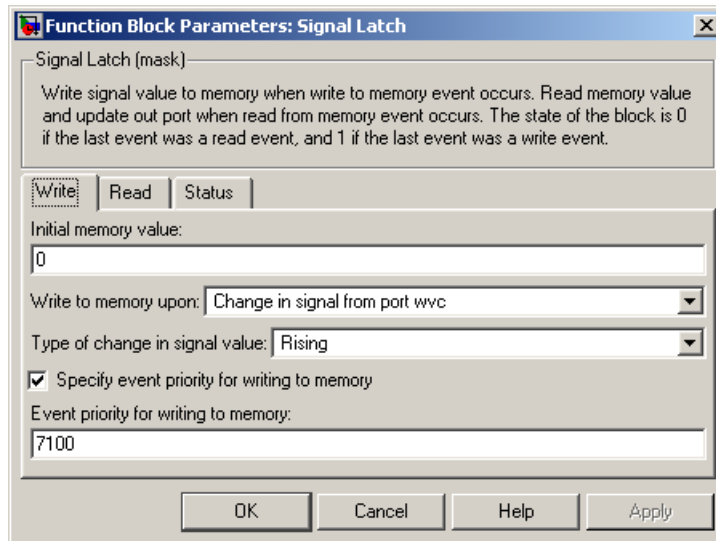 Function Block Parameters: Signal Latch
Signal Latch (mask)
Write signal value to memory when write to memory event occurs. Read memory value
and update out port when read from memory event occurs. The state of the block is 0
if the last event was a read event, and 1 if the last event was a write event.
Write Read Status
Initial memory value:
0
Write to memory upon: Change in signal from port wvc
Type of change in signal value: Rising
Specify event priority for writing to memory
Event priority for writing to memory:
7100
OK Cancel Help Apply